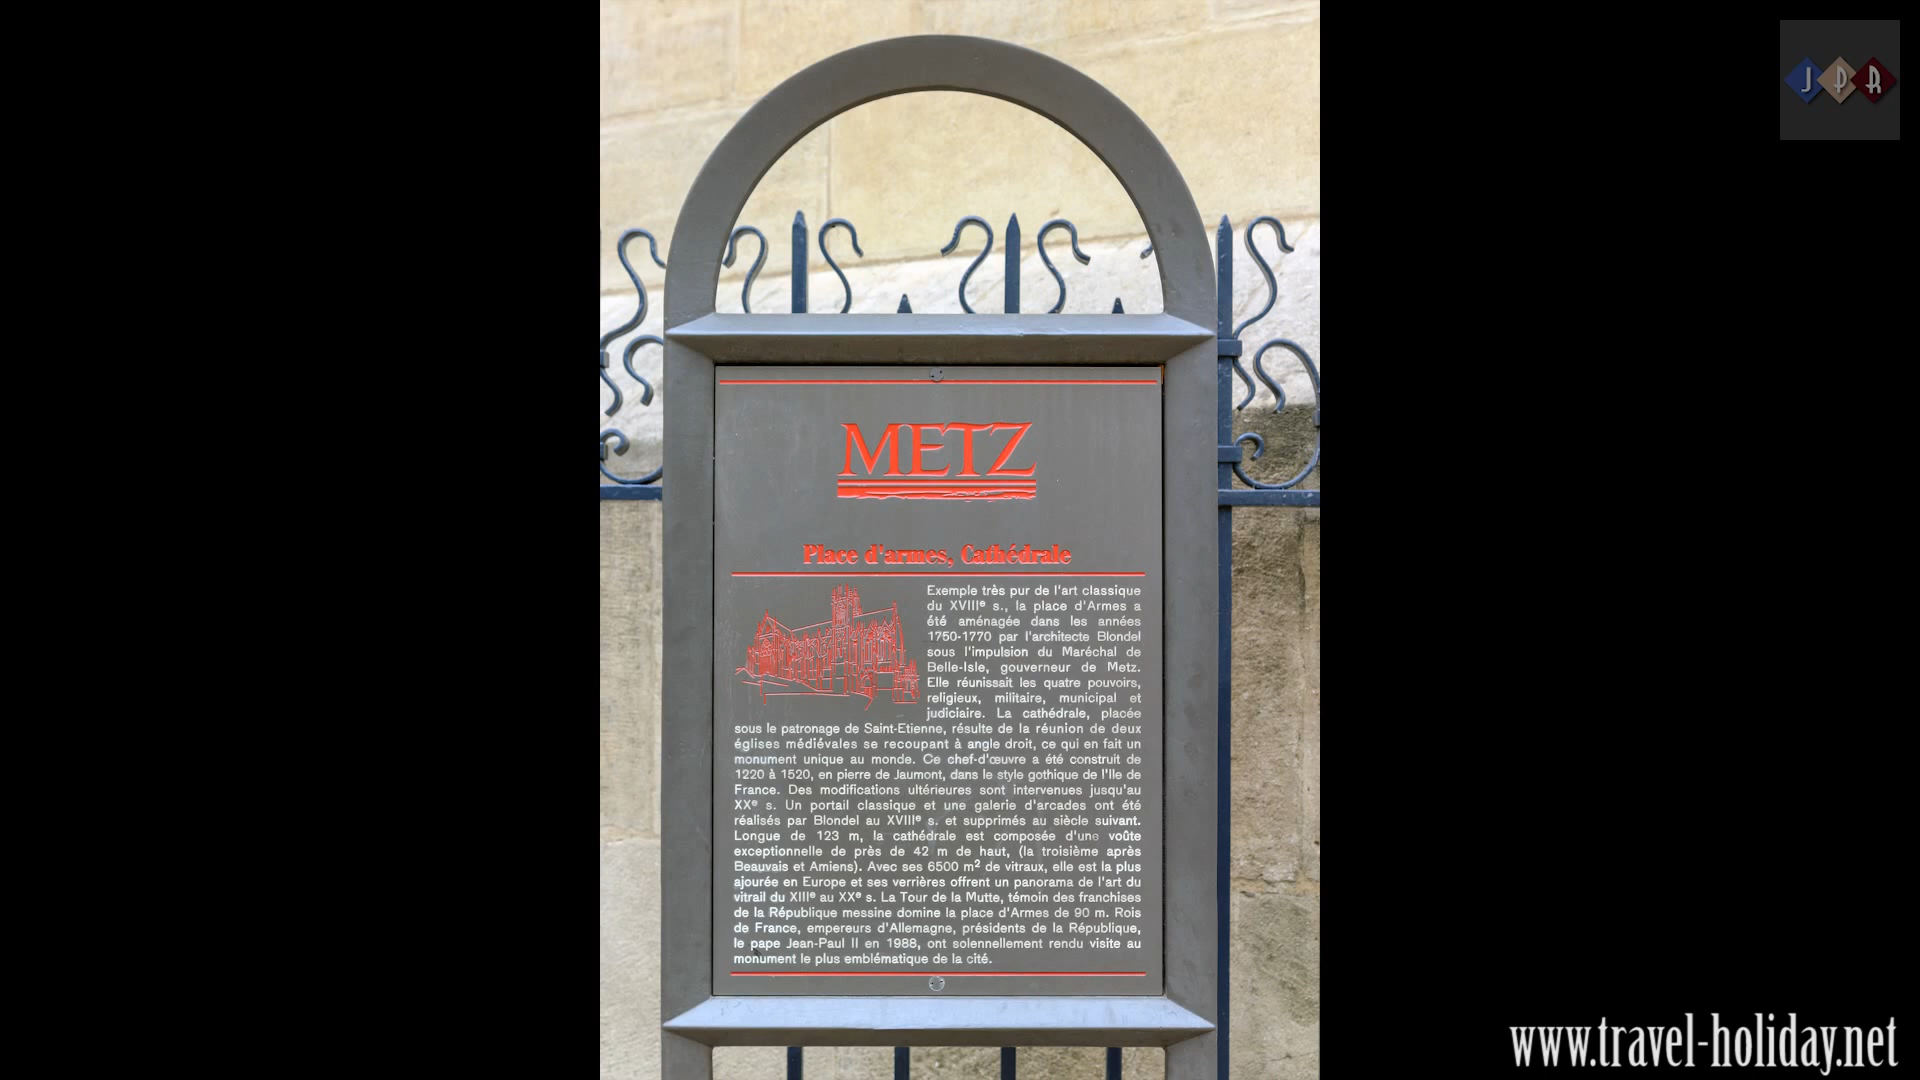 J P R
METZ
Place d'armes, Cathédrale
Exemple très pur de l'art classique
du XVIIIe s., la place d'Armes a
été aménagée dans les années
1750-1770 par l'architecte Blondel
sous l'impulsion du Maréchal de
Belle-Isle, gouverneur de Metz.
Elle réunissait les quatre pouvoirs,
religieux, militaire, municipal et
judiciaire. La cathédrale, placée
sous le patronage de Saint-Etienne, résulte de la réunion de deux
églises médiévales se recoupant à angle droit, ce qui en fait un
monument unique au monde. Ce chef-d'œuvre a été construit de
1220 à 1520, en pierre de Jaumont, dans le style gothique de l'Ile de
France. Des modifications ultérieures sont intervenues jusqu'au
XXe s. Un portail classique et une galerie d'arcades ont été
réalisés par Blondel au XVIIIe s. et supprimés au siècle suivant.
Longue de 123 m, la cathédrale est composée d'une voûte
exceptionnelle de près de 42 m de haut, (la troisième après
Beauvais et Amiens). Avec ses 6500 m² de vitraux, elle est la plus
ajourée en Europe et ses verrières offrent un panorama de l'art du
vitrail du XIIIe au XXe s. La Tour de la Mutte, témoin des franchises
de la République messine domine la place d'Armes de 90 m. Rois
de France, empereurs d'Allemagne, présidents de la République,
le pape Jean-Paul II en 1988, ont solennellement rendu visite au
monument le plus emblématique de la cité.
www.travel-holiday.net